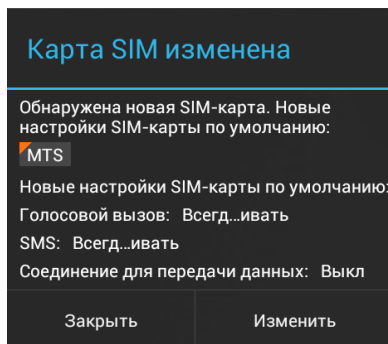 Карта SIM изменена
Обнаружена новая SIM-карта. Новые
настройки SIM-карты по умолчанию:
MTS
Новые настройки SIM-карты по умолчанию:
Голосовой вызов: Всегд...ивать
SMS: Всегд...ивать
Соединение для передачи данных: Выкл
Закрыть
Изменить